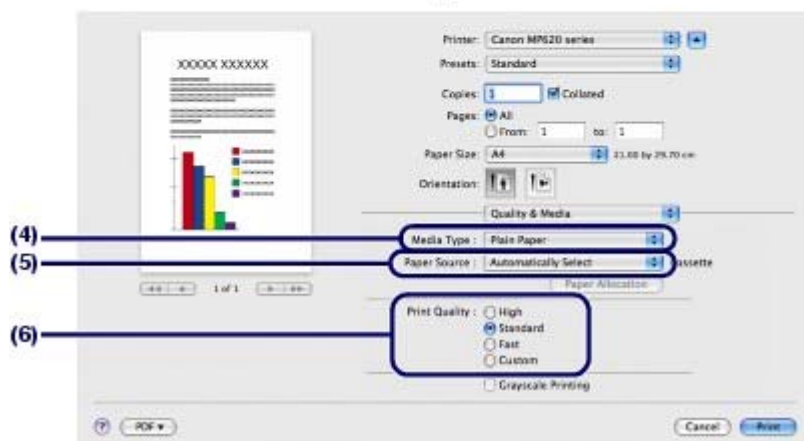 Printer: Canon MP620 series
XXXXX XXXXXX
Presets: Standard
Copies: 1 Collated
Pages: All
From: 1 to: 1
Paper Size: A4 21.00 by 29.70 cm
Orientation:
Quality & Media
(4) Media Type : Plain Paper
(5) Paper Source : Automatically Select assette
Paper Allocation
1 of 1
(6) Print Quality : High
Standard
Fast
Custom
Grayscale Printing
? PDF Cancel Print